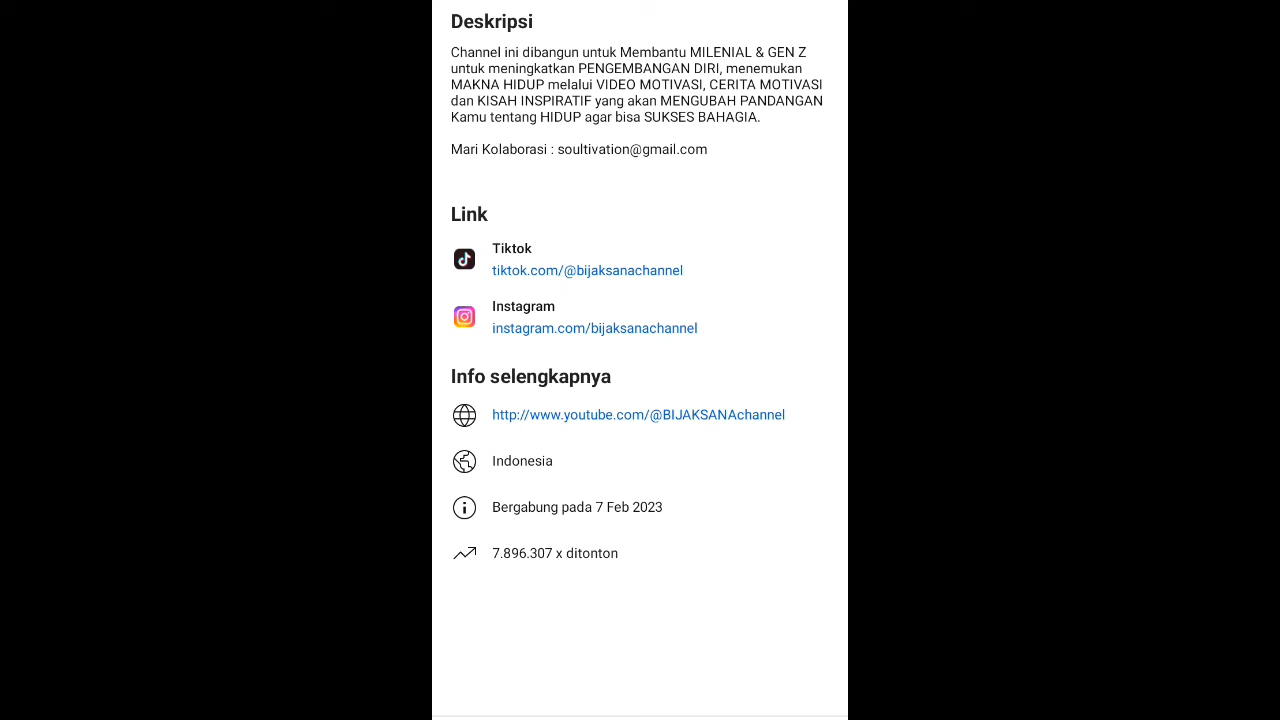 Deskripsi
Channel ini dibangun untuk Membantu MILENIAL & GEN Z
untuk meningkatkan PENGEMBANGAN DIRI, menemukan
MAKNA HIDUP melalui VIDEO MOTIVASI, CERITA MOTIVASI
dan KISAH INSPIRATIF yang akan MENGUBAH PANDANGAN
Kamu tentang HIDUP agar bisa SUKSES BAHAGIA.
Mari Kolaborasi : soultivation@gmail.com
Link
Tiktok
tiktok.com/@bijaksanachannel
Instagram
instagram.com/bijaksanachannel
Info selengkapnya
http://www.youtube.com/@BIJAKSANAchannel
Indonesia
Bergabung pada 7 Feb 2023
7.896.307 x ditonton